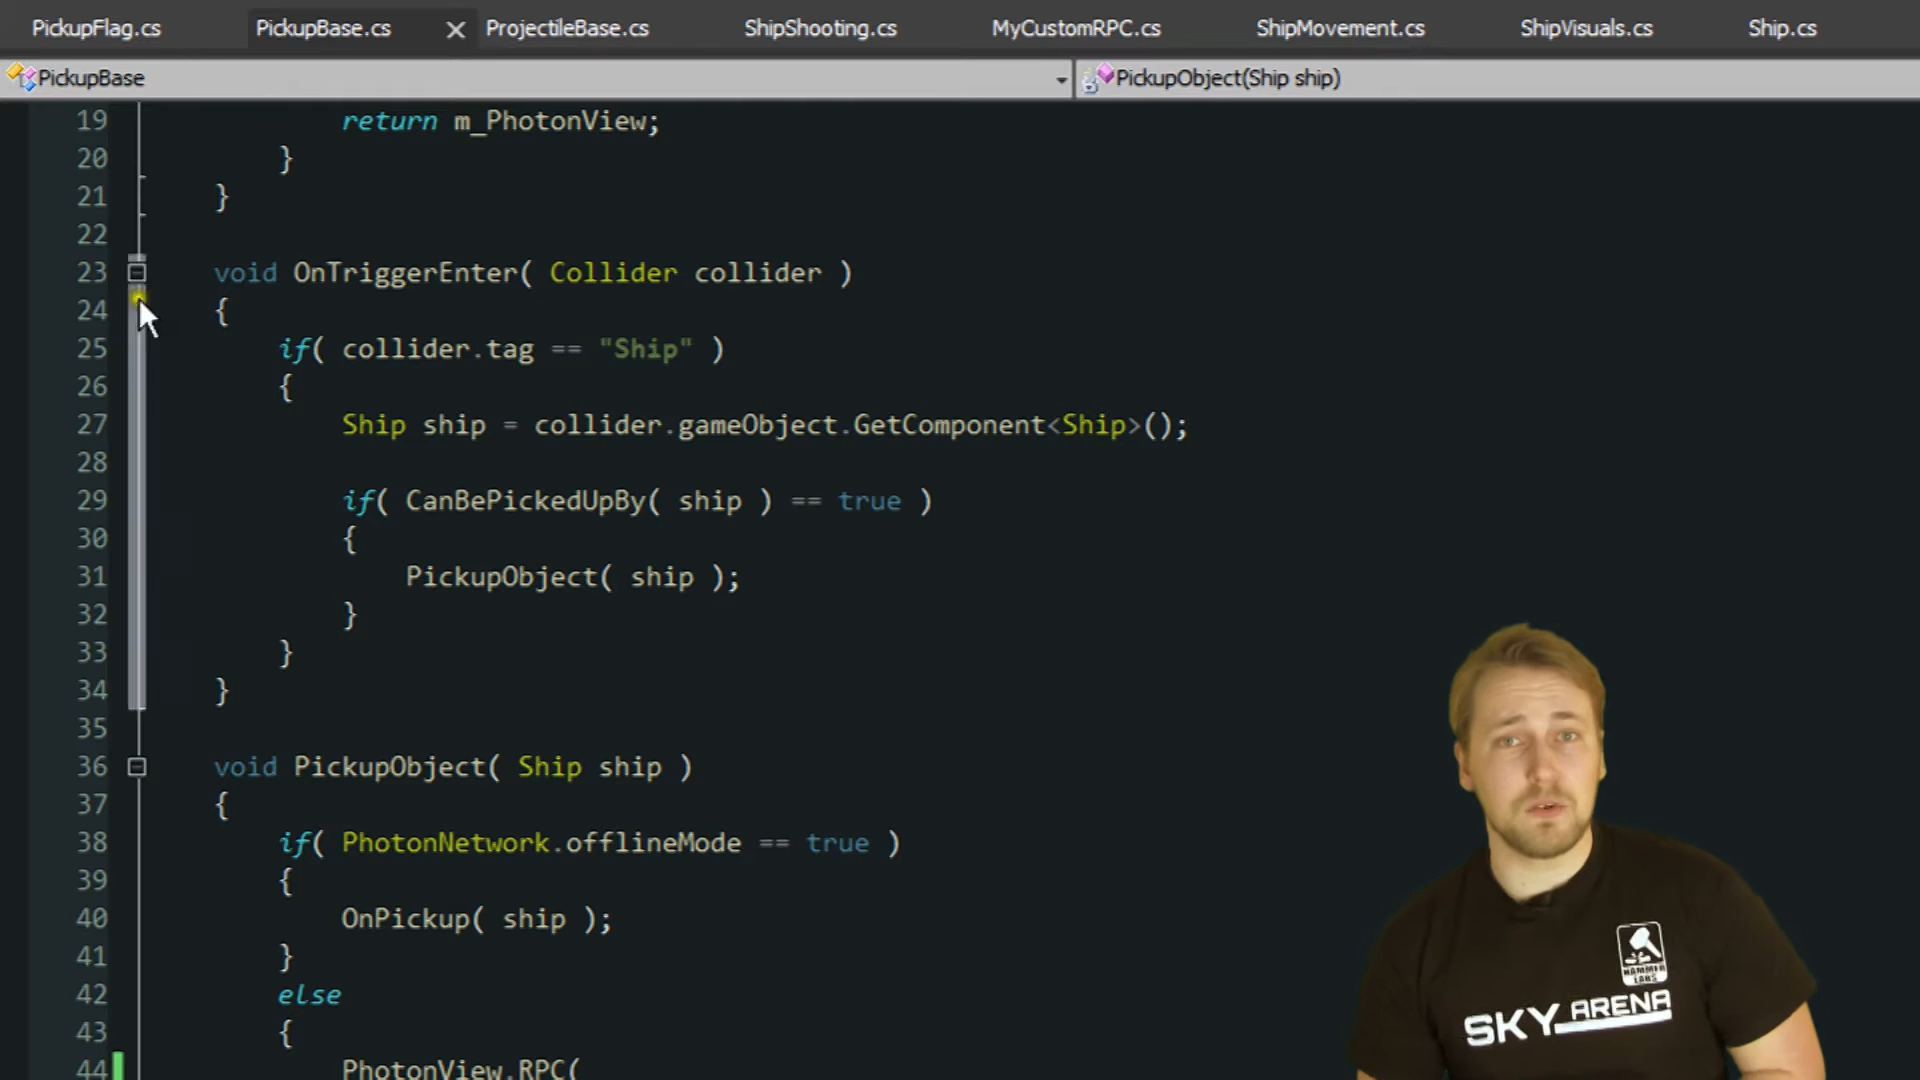 PickupFlag.cs PickupBase.cs ProjectileBase.cs ShipShooting.cs MyCustomRPC.cs ShipMovement.cs ShipVisuals.cs Ship.cs
PickupBase PickupObject(Ship ship)
19 return m_PhotonView;
20 }
21 }
22
23 void OnTriggerEnter( Collider collider )
24 {
25 if( collider.tag == "Ship" )
26 {
27 Ship ship = collider.gameObject.GetComponent<Ship>();
28
29 if( CanBePickedUpBy( ship ) == true )
30 {
31 PickupObject( ship );
32 }
33 }
34 }
35
36 void PickupObject( Ship ship )
37 {
38 if( PhotonNetwork.offlineMode == true )
39 {
40 OnPickup( ship );
41 }
42 else
43 {
44 PhotonView.RPC(
HAMMER
LABS
SKY ARENA